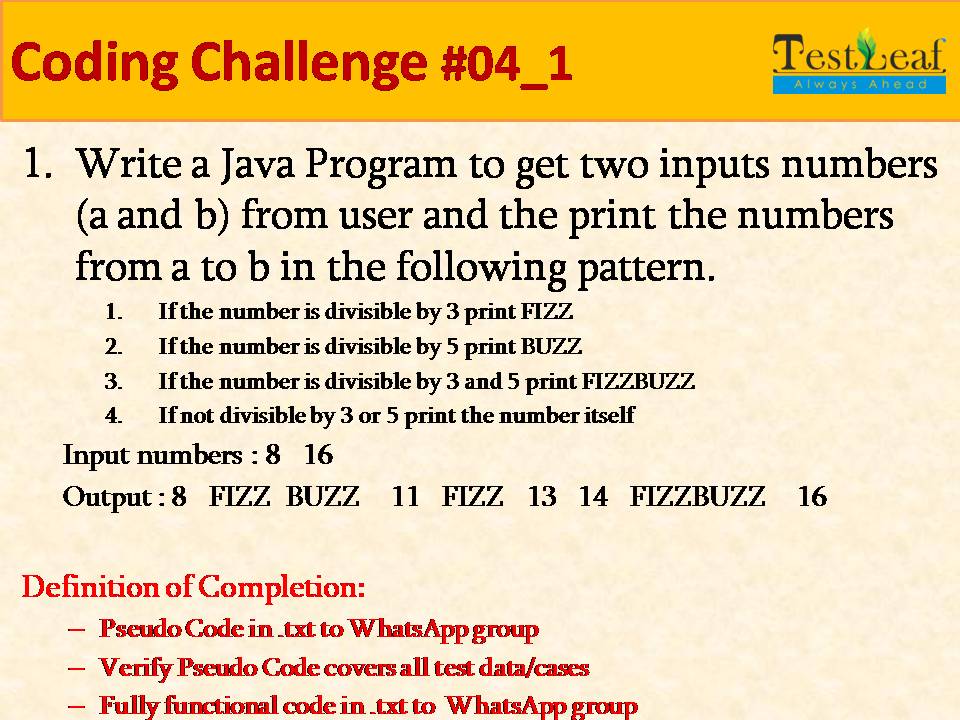 Coding Challenge #04_1
TestLeaf
Always Ahead
1. Write a Java Program to get two inputs numbers
(a and b) from user and the print the numbers
from a to b in the following pattern.
1. If the number is divisible by 3 print FIZZ
2. If the number is divisible by 5 print BUZZ
3. If the number is divisible by 3 and 5 print FIZZBUZZ
4. If not divisible by 3 or 5 print the number itself
Input numbers : 8 16
Output : 8 FIZZ BUZZ 11 FIZZ 13 14 FIZZBUZZ 16
Definition of Completion:
– Pseudo Code in .txt to WhatsApp group
– Verify Pseudo Code covers all test data/cases
– Fully functional code in .txt to WhatsApp group